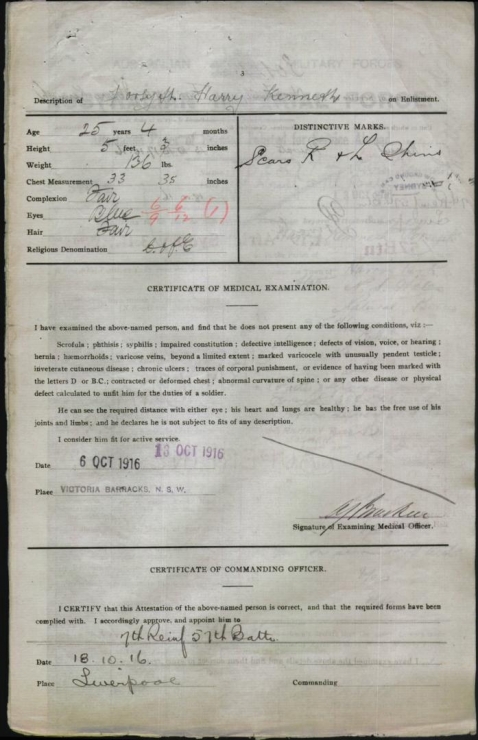 3
Description of Forsyth Harry Kenneth on Enlistment.
Age 25 years 4 months
Height 5 feet inches
Weight 136 lbs.
Chest Measurement 33 35 inches
Complexion Fair
Eyes Blue (1)
Hair Fair
Religious Denomination C. of E
DISTINCTIVE MARKS.
Scars R & L Shins
CERTIFICATE OF MEDICAL EXAMINATION.
I have examined the above-named person, and find that he does not present any of the following conditions, viz :—
Scrofula ; phthisis ; syphilis ; impaired constitution ; defective intelligence ; defects of vision, voice, or hearing ;
hernia ; hæmorrhoids ; varicose veins, beyond a limited extent ; marked varicocele with unusually pendent testicle ;
inveterate cutaneous disease ; chronic ulcers ; traces of corporal punishment, or evidence of having been marked with
the letters D or B.C.; contracted or deformed chest ; abnormal curvature of spine ; or any other disease or physical
defect calculated to unfit him for the duties of a soldier.
He can see the required distance with either eye ; his heart and lungs are healthy ; he has the free use of his
joints and limbs ; and he declares he is not subject to fits of any description.
I consider him fit for active service.
Date 6 OCT 1916 13 OCT 1916
Place VICTORIA BARRACKS, N. S. W.
Signature of Examining Medical Officer.
CERTIFICATE OF COMMANDING OFFICER.
I CERTIFY that this Attestation of the above-named person is correct, and that the required forms have been
complied with. I accordingly approve, and appoint him to
7th Reinf 57th Battn
Date 18.10.16.
Place Liverpool Commanding